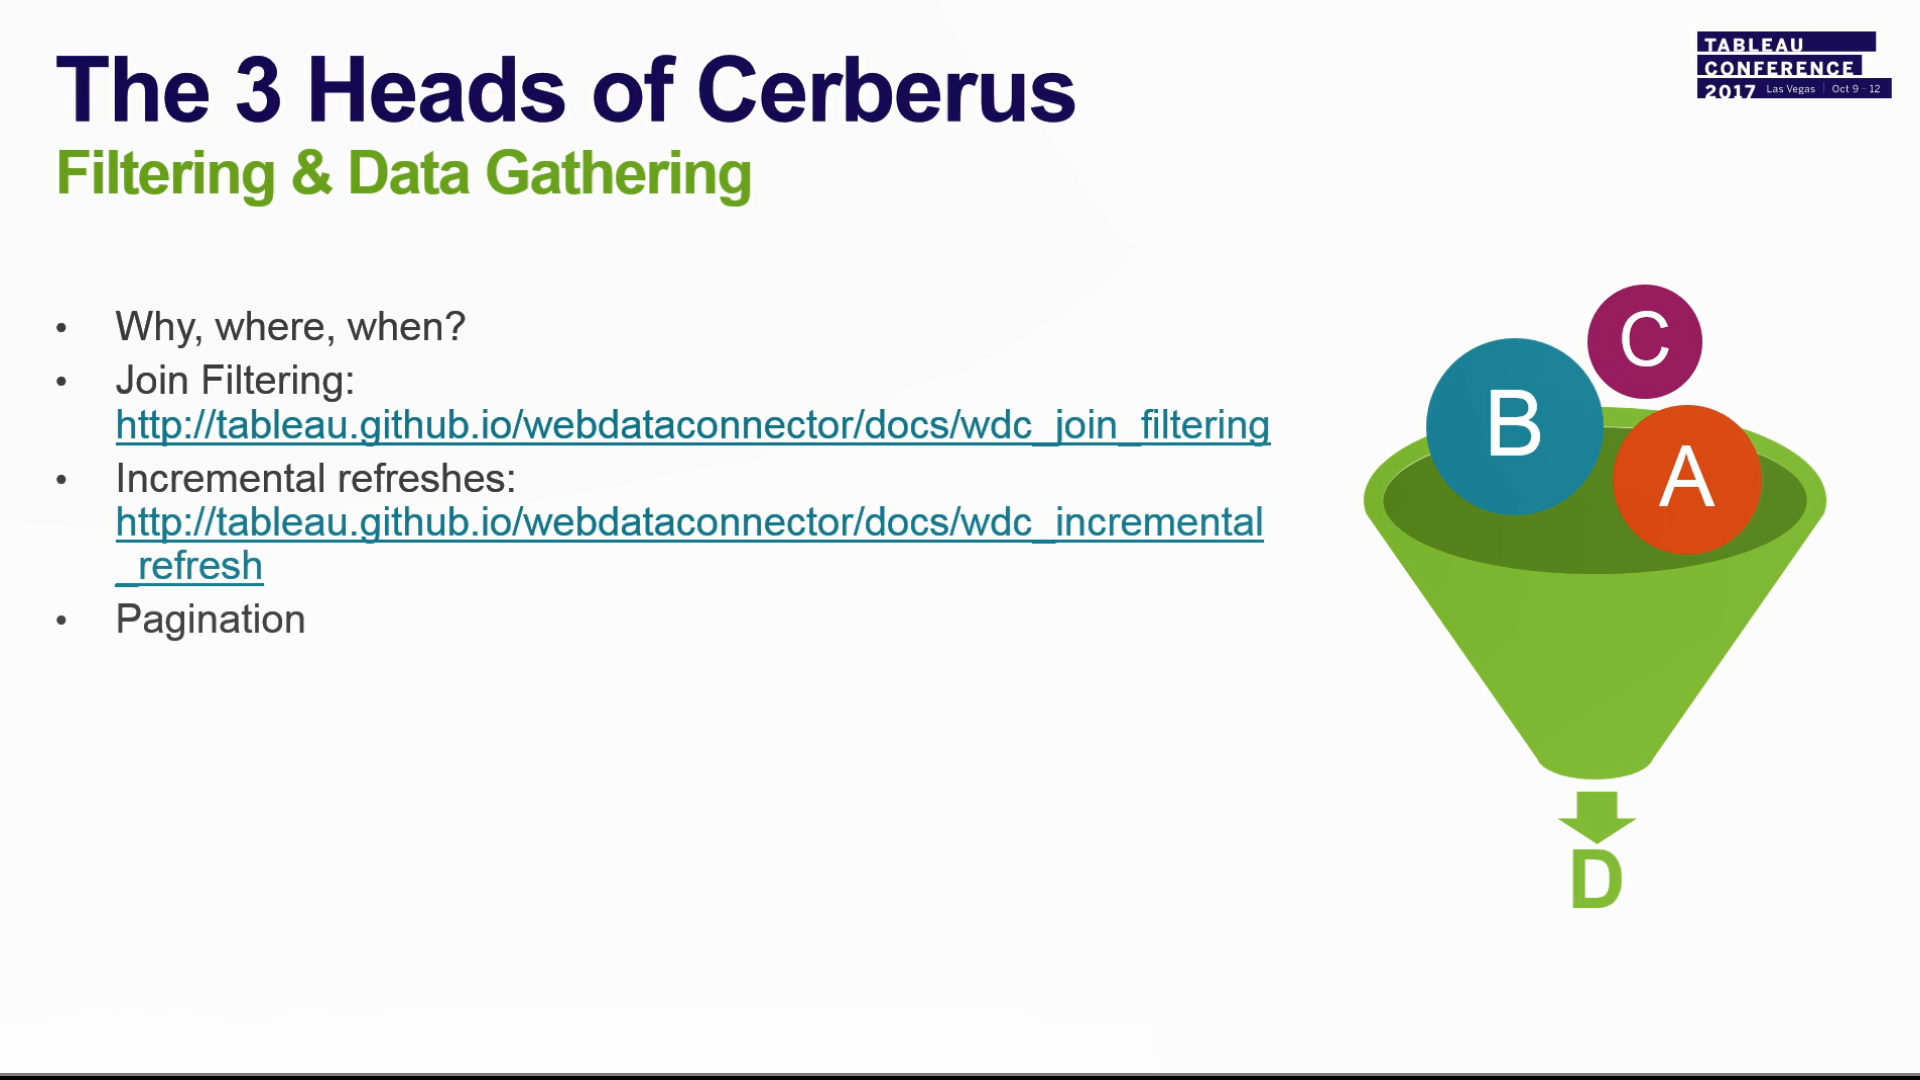 The 3 Heads of Cerberus
Filtering & Data Gathering
TABLEAU
CONFERENCE
2017 Las Vegas | Oct 9 - 12
• Why, where, when?
• Join Filtering:
http://tableau.github.io/webdataconnector/docs/wdc_join_filtering
• Incremental refreshes:
http://tableau.github.io/webdataconnector/docs/wdc_incremental
_refresh
• Pagination
C
B
A
D